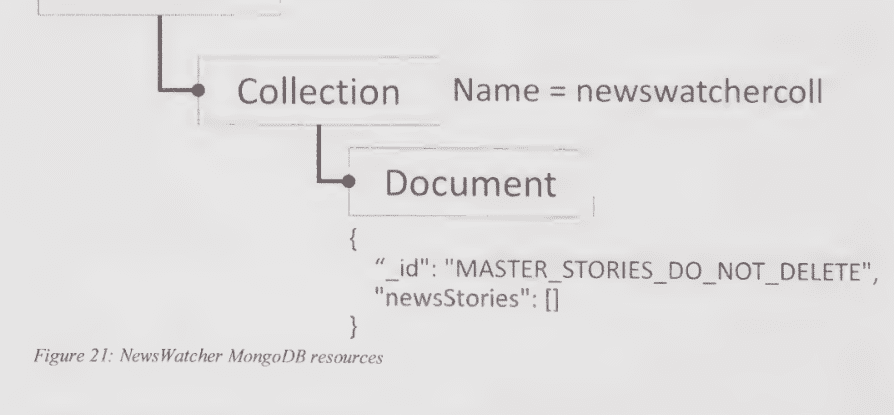 Collection Name = newswatchercoll
Document
{
“_id": "MASTER_STORIES_DO_NOT_DELETE",
"newsStories": []
}
Figure 21: NewsWatcher MongoDB resources